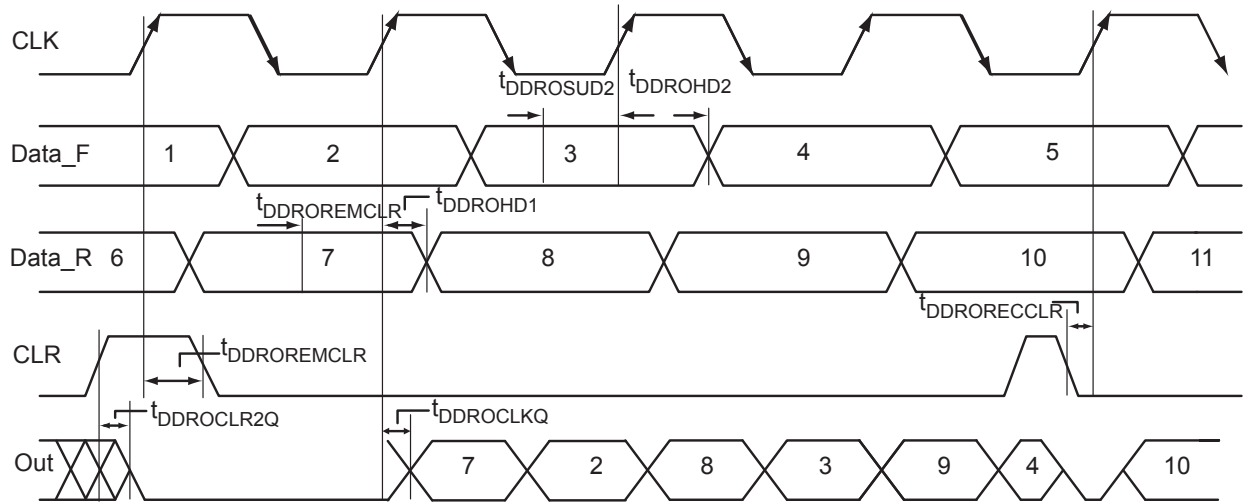 CLK
tDDROSUD2 tDDROHD2
Data_F 1 2 3 4 5
tDDROREMCLR tDDROHD1
Data_R 6 7 8 9 10 11
tDDRORECCLR
CLR tDDROREMCLR
tDDROCLR2Q tDDROCLKQ
Out 7 2 8 3 9 4 10